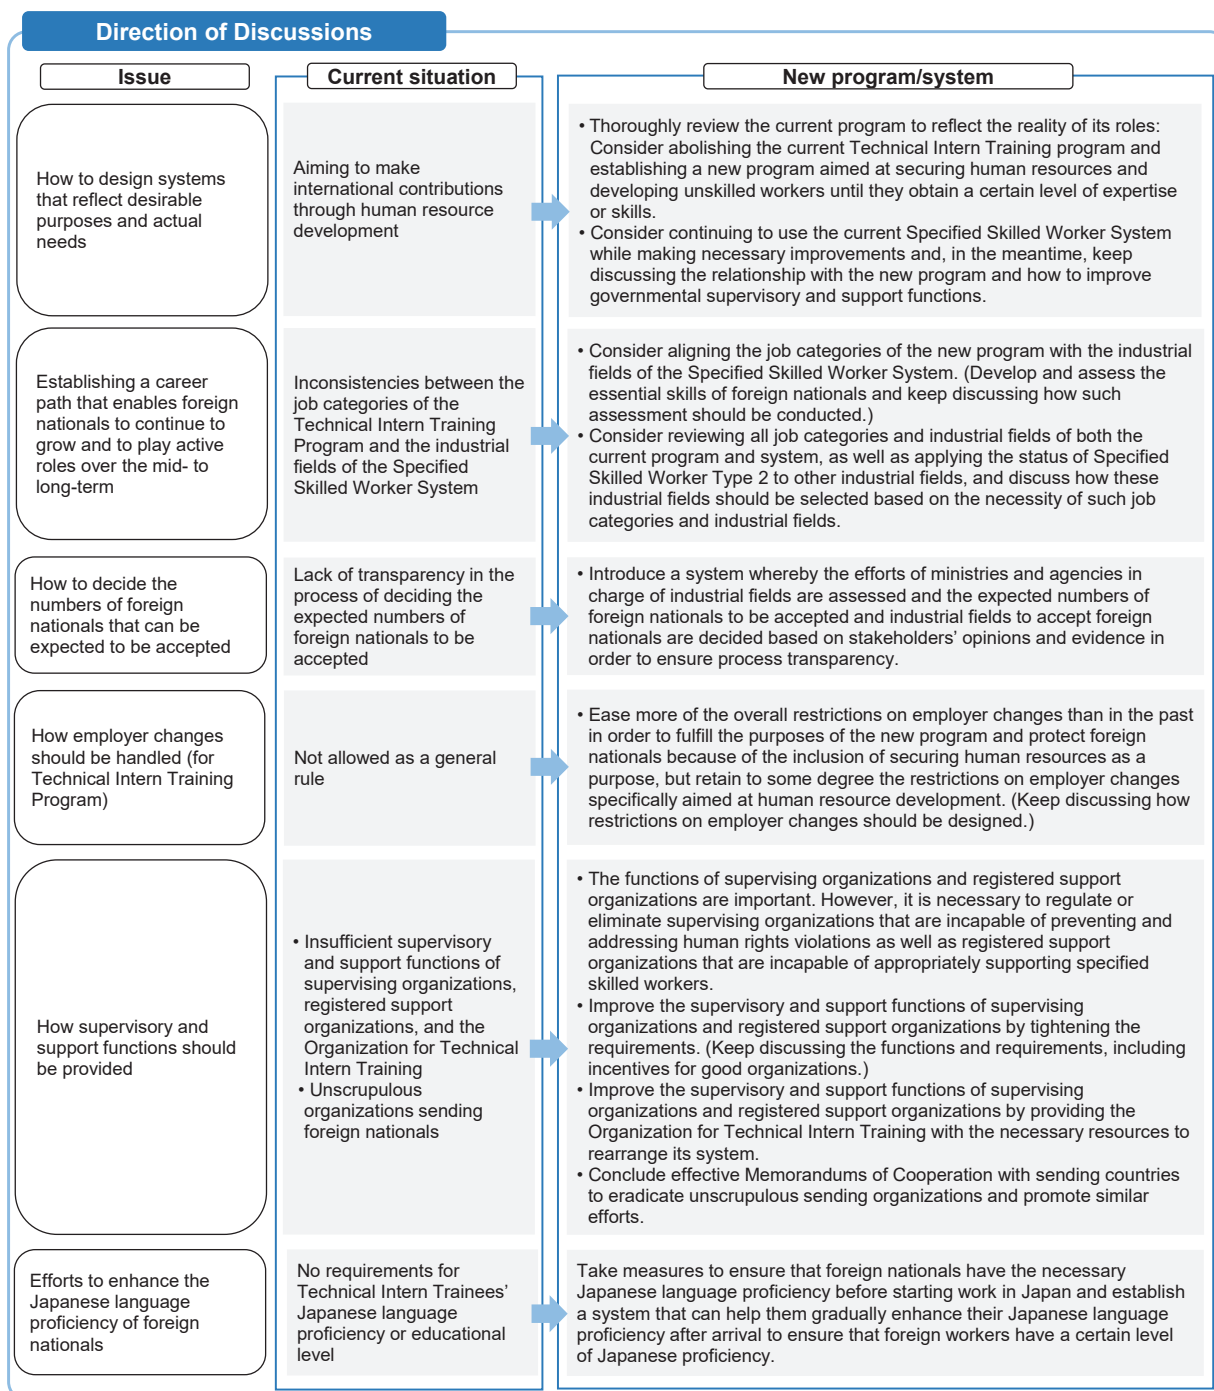 Direction of Discussions
Issue
Current situation
New program/system
How to design systems
that reflect desirable
purposes and actual
needs
Aiming to make
international contributions
through human resource
development
• Thoroughly review the current program to reflect the reality of its roles:
Consider abolishing the current Technical Intern Training program and
establishing a new program aimed at securing human resources and
developing unskilled workers until they obtain a certain level of expertise
or skills.
• Consider continuing to use the current Specified Skilled Worker System
while making necessary improvements and, in the meantime, keep
discussing the relationship with the new program and how to improve
governmental supervisory and support functions.
Establishing a career
path that enables foreign
nationals to continue to
grow and to play active
roles over the mid- to
long-term
Inconsistencies between the
job categories of the
Technical Intern Training
Program and the industrial
fields of the Specified
Skilled Worker System
• Consider aligning the job categories of the new program with the industrial
fields of the Specified Skilled Worker System. (Develop and assess the
essential skills of foreign nationals and keep discussing how such
assessment should be conducted.)
• Consider reviewing all job categories and industrial fields of both the
current program and system, as well as applying the status of Specified
Skilled Worker Type 2 to other industrial fields, and discuss how these
industrial fields should be selected based on the necessity of such job
categories and industrial fields.
How to decide the
numbers of foreign
nationals that can be
expected to be accepted
Lack of transparency in the
process of deciding the
expected numbers of
foreign nationals to be
accepted
• Introduce a system whereby the efforts of ministries and agencies in
charge of industrial fields are assessed and the expected numbers of
foreign nationals to be accepted and industrial fields to accept foreign
nationals are decided based on stakeholders' opinions and evidence in
order to ensure process transparency.
How employer changes
should be handled (for
Technical Intern Training
Program)
Not allowed as a general
rule
• Ease more of the overall restrictions on employer changes than in the past
in order to fulfill the purposes of the new program and protect foreign
nationals because of the inclusion of securing human resources as a
purpose, but retain to some degree the restrictions on employer changes
specifically aimed at human resource development. (Keep discussing how
restrictions on employer changes should be designed.)
How supervisory and
support functions should
be provided
• Insufficient supervisory
and support functions of
supervising organizations,
registered support
organizations, and the
Organization for Technical
Intern Training
• Unscrupulous
organizations sending
foreign nationals
• The functions of supervising organizations and registered support
organizations are important. However, it is necessary to regulate or
eliminate supervising organizations that are incapable of preventing and
addressing human rights violations as well as registered support
organizations that are incapable of appropriately supporting specified
skilled workers.
• Improve the supervisory and support functions of supervising
organizations and registered support organizations by tightening the
requirements. (Keep discussing the functions and requirements, including
incentives for good organizations.)
• Improve the supervisory and support functions of supervising
organizations and registered support organizations by providing the
Organization for Technical Intern Training with the necessary resources to
rearrange its system.
• Conclude effective Memorandums of Cooperation with sending countries
to eradicate unscrupulous sending organizations and promote similar
efforts.
Efforts to enhance the
Japanese language
proficiency of foreign
nationals
No requirements for
Technical Intern Trainees'
Japanese language
proficiency or educational
level
Take measures to ensure that foreign nationals have the necessary
Japanese language proficiency before starting work in Japan and establish
a system that can help them gradually enhance their Japanese language
proficiency after arrival to ensure that foreign workers have a certain level
of Japanese proficiency.